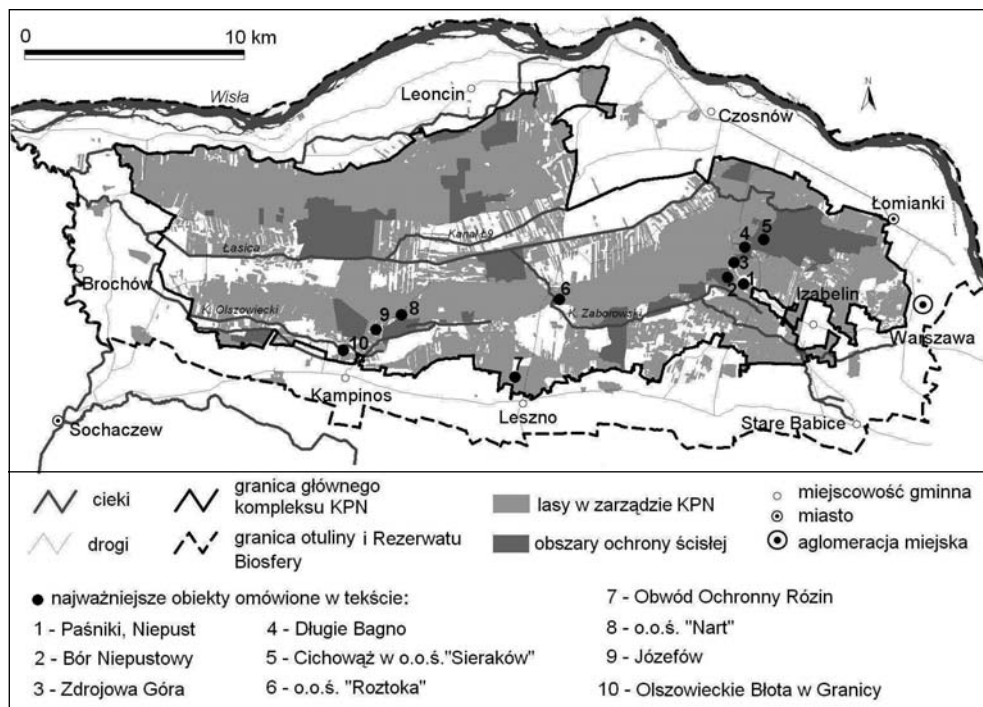 0 10 km
Wisła
Leoncin
N
Czosnów
Łomianki
Kanał Ł9
Łasica
5
4
3
2 1
Brochów
6
K. Olszowiecki
9 8
K. Zaborowski
Izabelin
Warszawa
10
7
Kampinos
Leszno
Stare Babice
Sochaczew
cieki
granica głównego
kompleksu KPN
lasy w zarządzie KPN
miejscowość gminna
miasto
drogi
granica otuliny i Rezerwatu
Biosfery
obszary ochrony ścisłej
aglomeracja miejska
najważniejsze obiekty omówione w tekście:
1 - Paśniki, Niepust
2 - Bór Niepustowy
3 - Zdrojowa Góra
4 - Długie Bagno
5 - Cichowąż w o.o.ś."Sieraków"
6 - o.o.ś. "Roztoka"
7 - Obwód Ochronny Rózin
8 - o.o.ś. "Nart"
9 - Józefów
10 - Olszowieckie Błota w Granicy